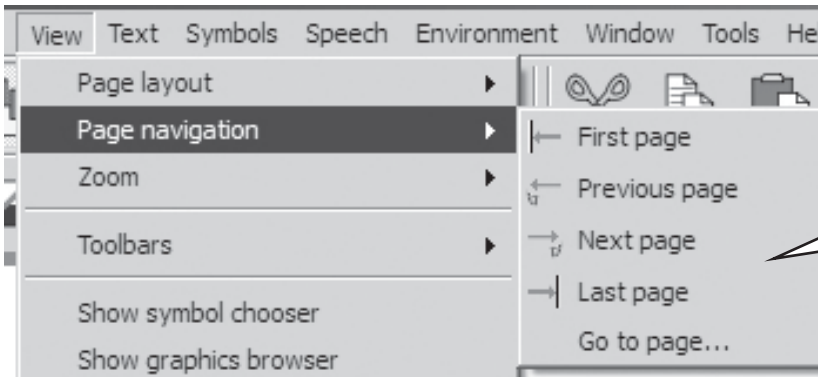 View Text Symbols Speech Environment Window Tools He
Page layout
Page navigation
Zoom
Toolbars
Show symbol chooser
Show graphics browser
First page
Previous page
Next page
Last page
Go to page...